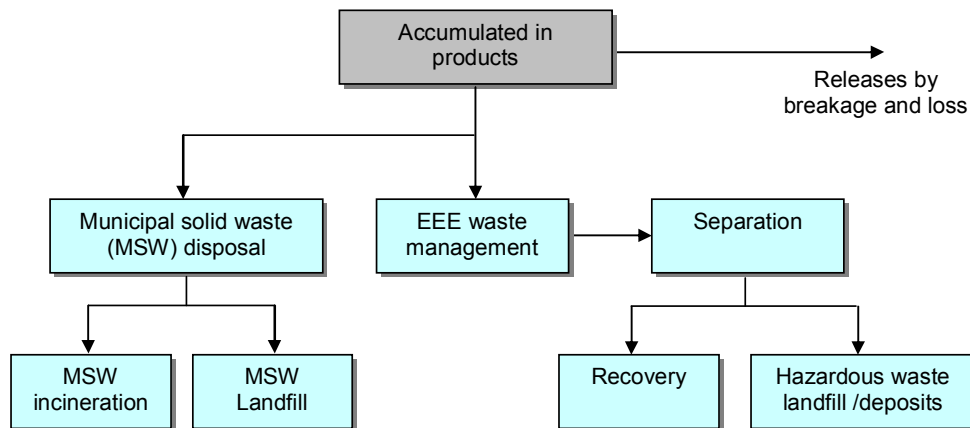 Accumulated in
products
Releases by
breakage and loss
Municipal solid waste
(MSW) disposal
EEE waste
management
Separation
MSW
incineration
MSW
Landfill
Recovery
Hazardous waste
landfill /deposits